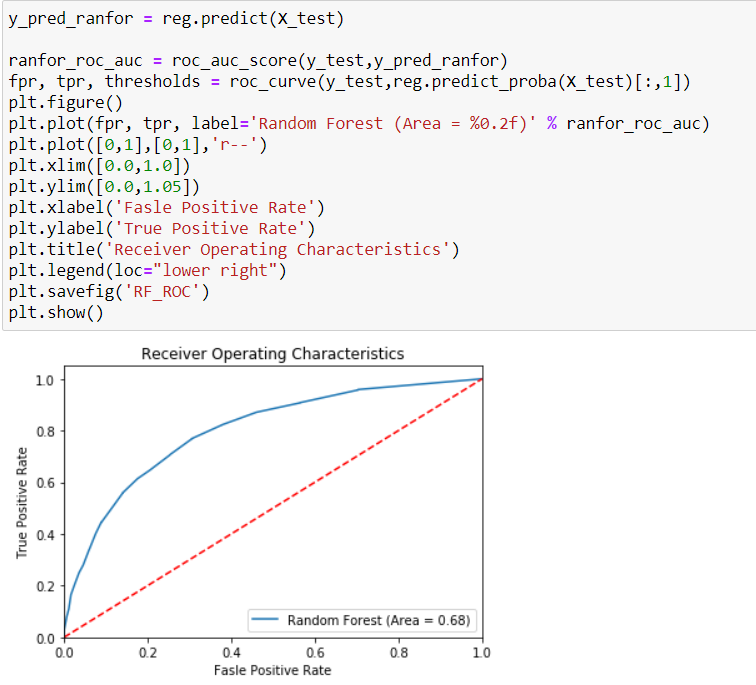 y_pred_ranfor = reg.predict(X_test)
ranfor_roc_auc = roc_auc_score(y_test,y_pred_ranfor)
fpr, tpr, thresholds = roc_curve(y_test,reg.predict_proba(X_test)[:,1])
plt.figure()
plt.plot(fpr, tpr, label='Random Forest (Area = %0.2f)' % ranfor_roc_auc)
plt.plot([0,1],[0,1],'r--')
plt.xlim([0.0,1.0])
plt.ylim([0.0,1.05])
plt.xlabel('Fasle Positive Rate')
plt.ylabel('True Positive Rate')
plt.title('Receiver Operating Characteristics')
plt.legend(loc="lower right")
plt.savefig('RF_ROC')
plt.show()
Receiver Operating Characteristics
True Positive Rate
1.0
0.8
0.6
0.4
0.2
0.0
Random Forest (Area = 0.68)
0.0 0.2 0.4 0.6 0.8 1.0
Fasle Positive Rate